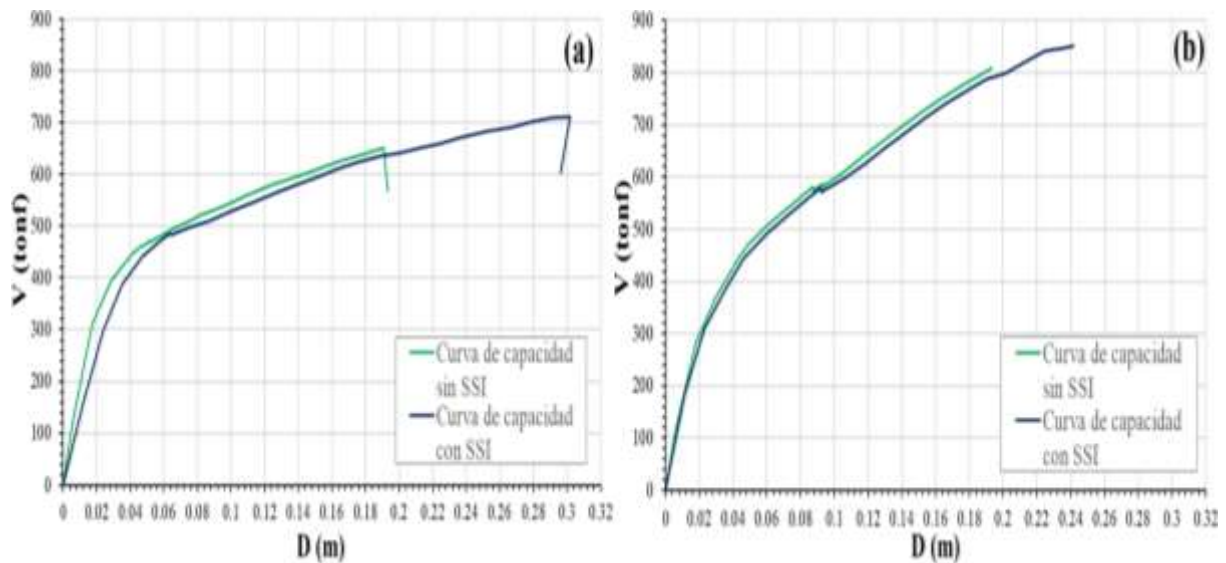 (a)
900
800
700
600
500
400
300
200
100
0
V (tonf)
Curva de capacidad
sin SSI
Curva de capacidad
con SSI
0 0.02 0.04 0.06 0.08 0.1 0.12 0.14 0.16 0.18 0.2 0.22 0.24 0.26 0.28 0.3 0.32
D (m)
(b)
900
800
700
600
500
400
300
200
100
0
V (tonf)
Curva de capacidad
sin SSI
Curva de capacidad
con SSI
0 0.02 0.04 0.06 0.08 0.1 0.12 0.14 0.16 0.18 0.2 0.22 0.24 0.26 0.28 0.3 0.32
D (m)